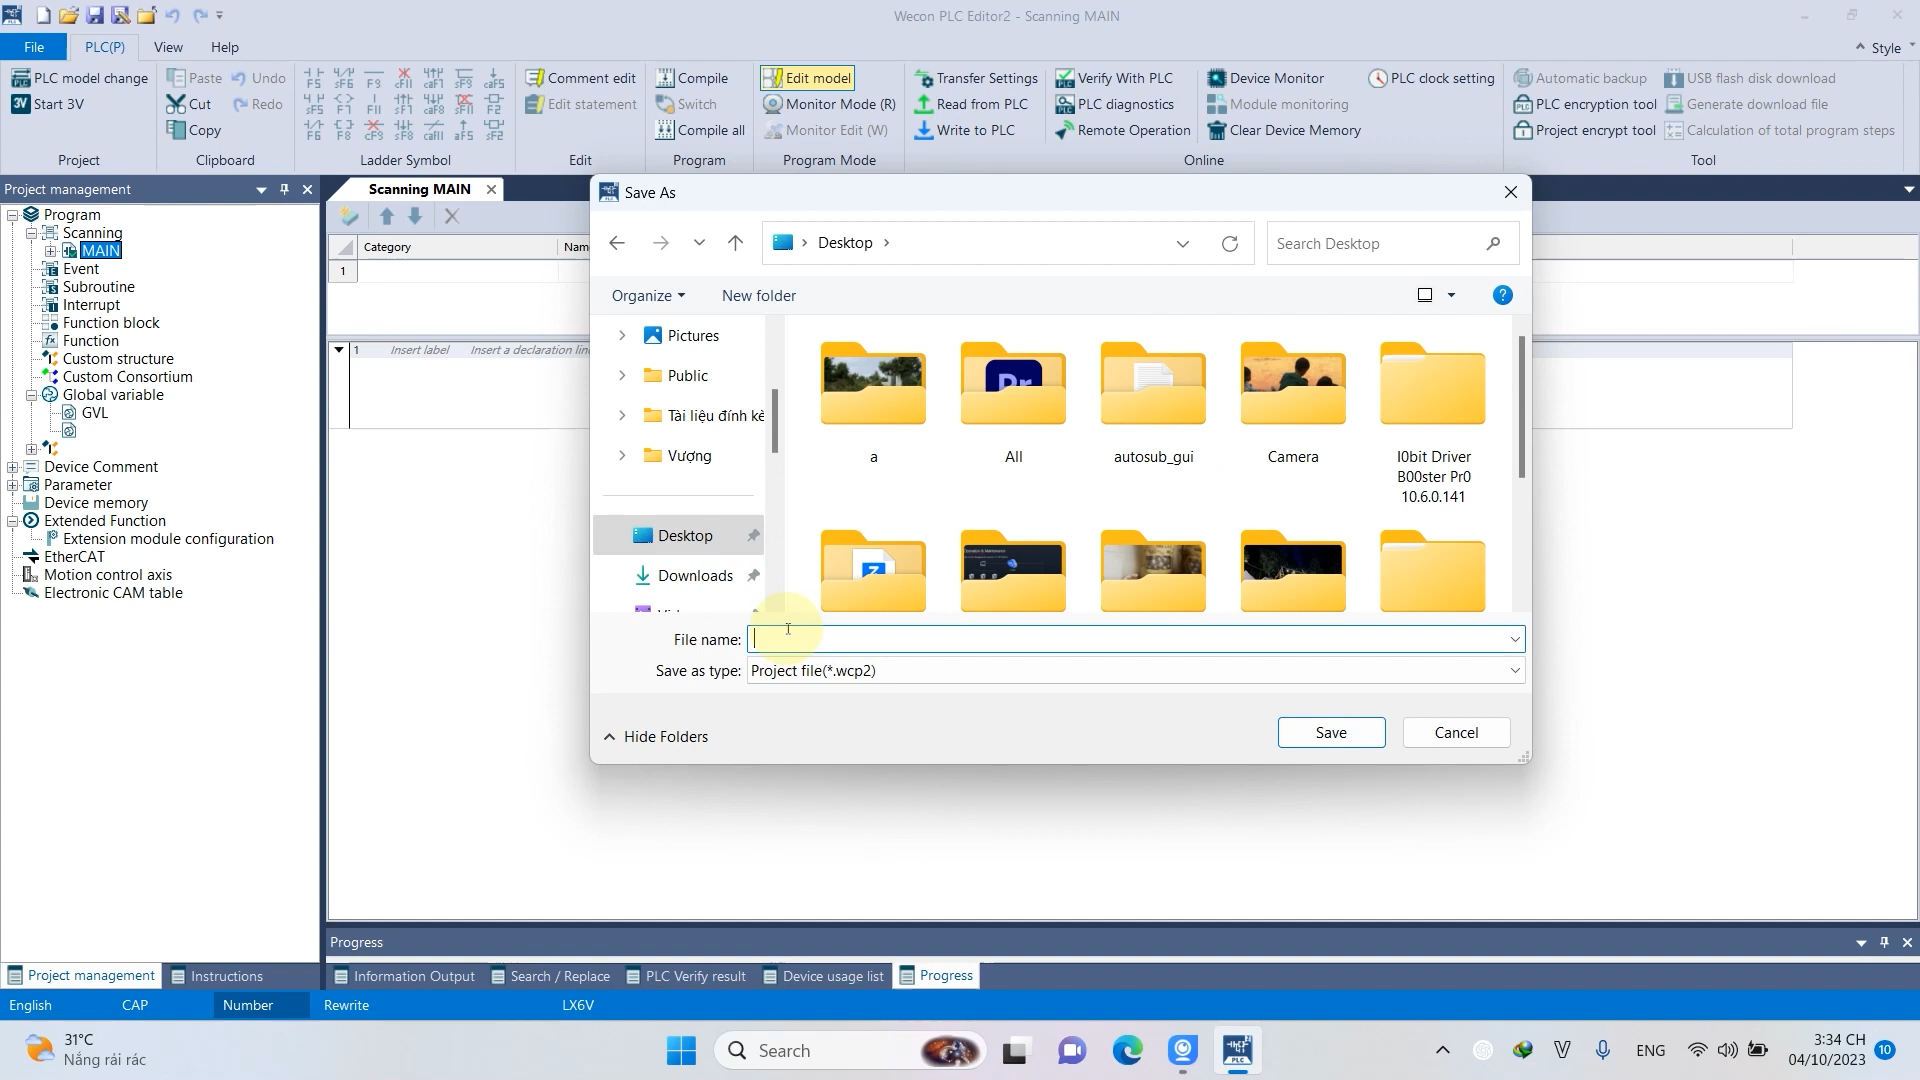 Wecon PLC Editor2 - Scanning MAIN
File PLC(P) View Help Style
PLC model change
Start 3V
Project
Paste Undo
Cut Redo
Copy
Clipboard
Ladder Symbol
Comment edit
Edit statement
Edit
Compile
Switch
Compile all
Program
Edit model
Monitor Mode (R)
Monitor Edit (W)
Program Mode
Transfer Settings Verify With PLC Device Monitor PLC clock setting
Read from PLC PLC diagnostics Module monitoring
Write to PLC Remote Operation Clear Device Memory
Online
Automatic backup USB flash disk download
PLC encryption tool Generate download file
Project encrypt tool Calculation of total program steps
Tool
Project management
Program
Scanning
MAIN
Event
Subroutine
Interrupt
Function block
Function
Custom structure
Custom Consortium
Global variable
GVL
Device Comment
Parameter
Device memory
Extended Function
Extension module configuration
EtherCAT
Motion control axis
Electronic CAM table
Scanning MAIN
Category Nam
1
1 Insert label Insert a declaration lin
Save As
Desktop
Search Desktop
Organize New folder
Pictures
Public
Tài liệu đính kè
Vượng
Desktop
Downloads
a All autosub_gui Camera I0bit Driver
B00ster Pr0
10.6.0.141
File name:
Save as type: Project file(*.wcp2)
Hide Folders Save Cancel
Progress
Project management Instructions Information Output Search / Replace PLC Verify result Device usage list Progress
English CAP Number Rewrite LX6V
31°C
Nắng rải rác
Search
ENG
3:34 CH
04/10/2023
10